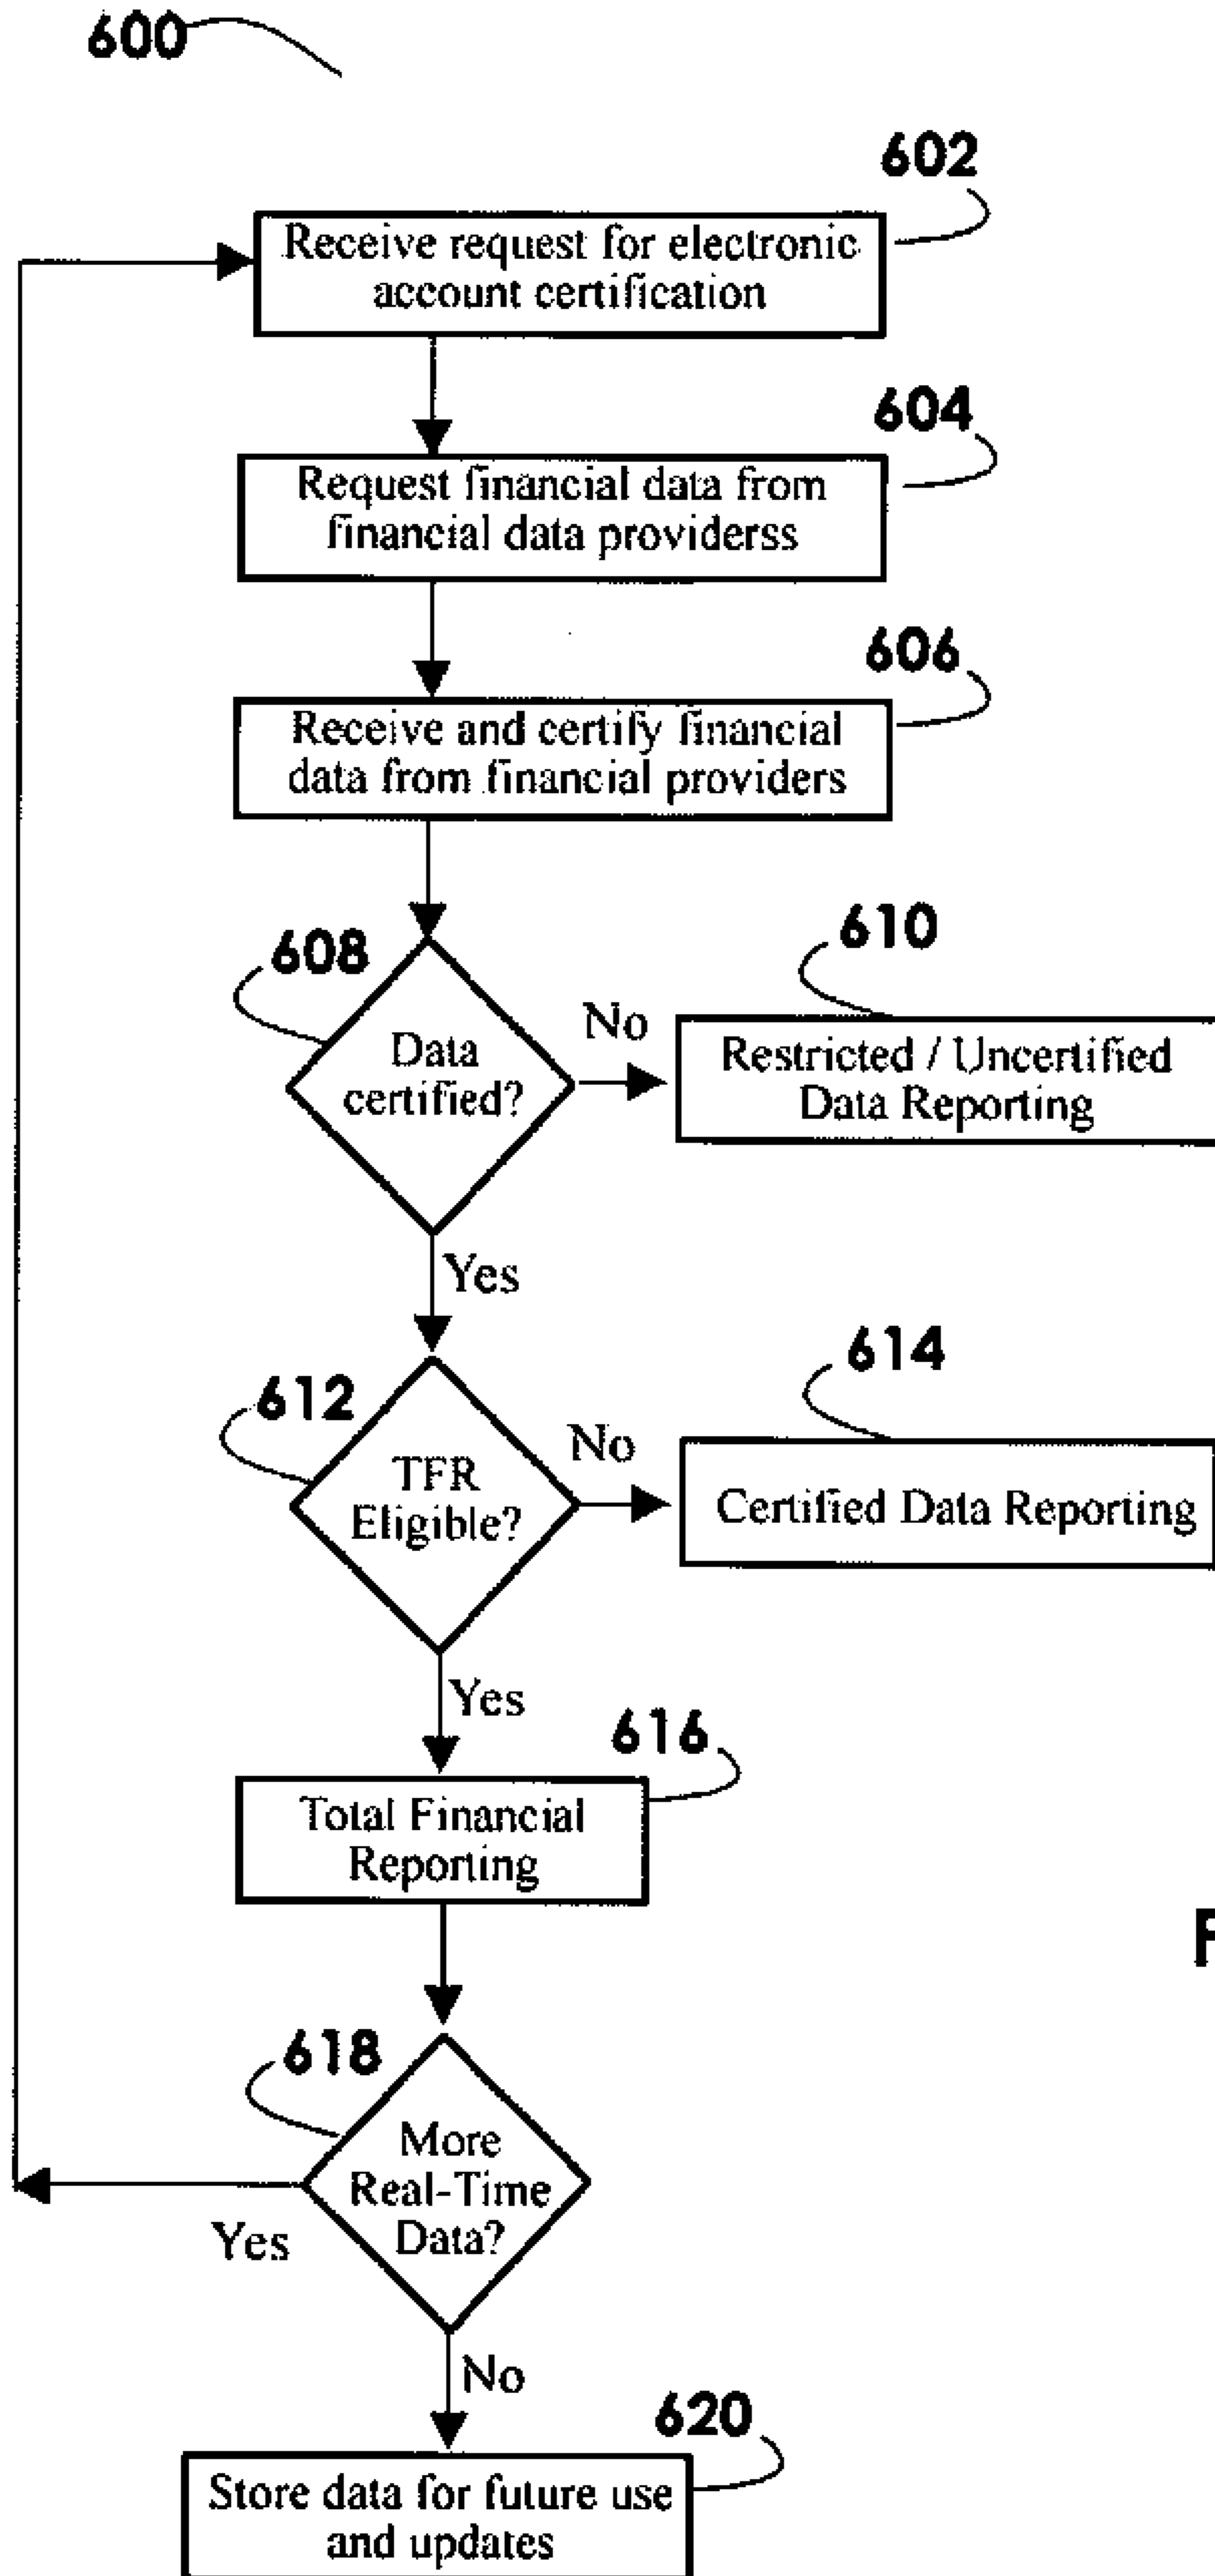 600
602
Receive request for electronic
account certification
604
Request financial data from
financial data providerss
606
Receive and certify financial
data from financial providers
608
Data
certified?
No
610
Restricted / Uncertified
Data Reporting
Yes
612
TFR
Eligible?
No
614
Certified Data Reporting
Yes
616
Total Financial
Reporting
F
618
More
Real-Time
Data?
Yes
No
620
Store data for future use
and updates